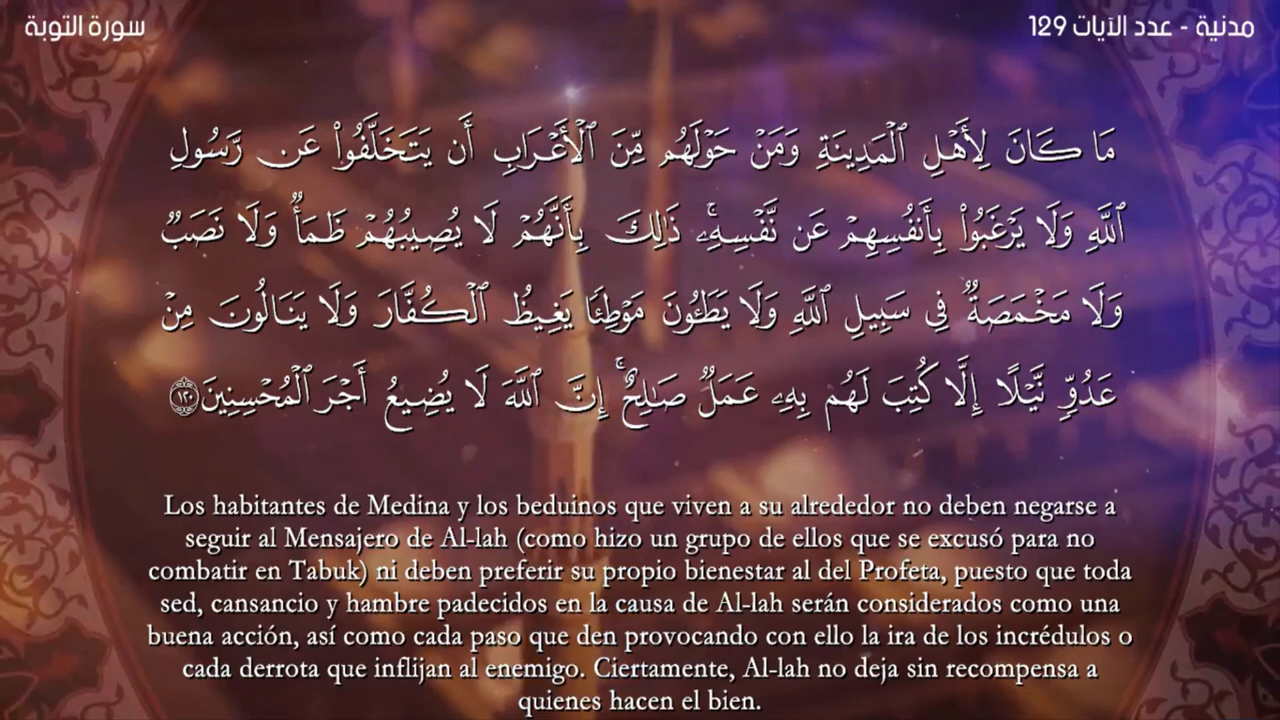 سورة التوبة
مدنية - عدد الآيات 129
مَا كَانَ لِأَهْلِ ٱلْمَدِينَةِ وَمَنْ حَوْلَهُم مِّنَ ٱلْأَعْرَابِ أَن يَتَخَلَّفُوا۟ عَن رَّسُولِ
ٱللَّهِ وَلَا يَرْغَبُوا۟ بِأَنفُسِهِمْ عَن نَّفْسِهِۦۚ ذَٰلِكَ بِأَنَّهُمْ لَا يُصِيبُهُمْ ظَمَأٌ وَلَا نَصَبٌ
وَلَا مَخْمَصَةٌ فِى سَبِيلِ ٱللَّهِ وَلَا يَطَـُٔونَ مَوْطِئًا يَغِيظُ ٱلْكُفَّارَ وَلَا يَنَالُونَ مِنْ
عَدُوٍّ نَّيْلًا إِلَّا كُتِبَ لَهُم بِهِۦ عَمَلٌ صَـٰلِحٌۚ إِنَّ ٱللَّهَ لَا يُضِيعُ أَجْرَ ٱلْمُحْسِنِينَ ١٢٠
Los habitantes de Medina y los beduinos que viven a su alrededor no deben negarse a
seguir al Mensajero de Al-lah (como hizo un grupo de ellos que se excusó para no
combatir en Tabuk) ni deben preferir su propio bienestar al del Profeta, puesto que toda
sed, cansancio y hambre padecidos en la causa de Al-lah serán considerados como una
buena acción, así como cada paso que den provocando con ello la ira de los incrédulos o
cada derrota que inflijan al enemigo. Ciertamente, Al-lah no deja sin recompensa a
quienes hacen el bien.